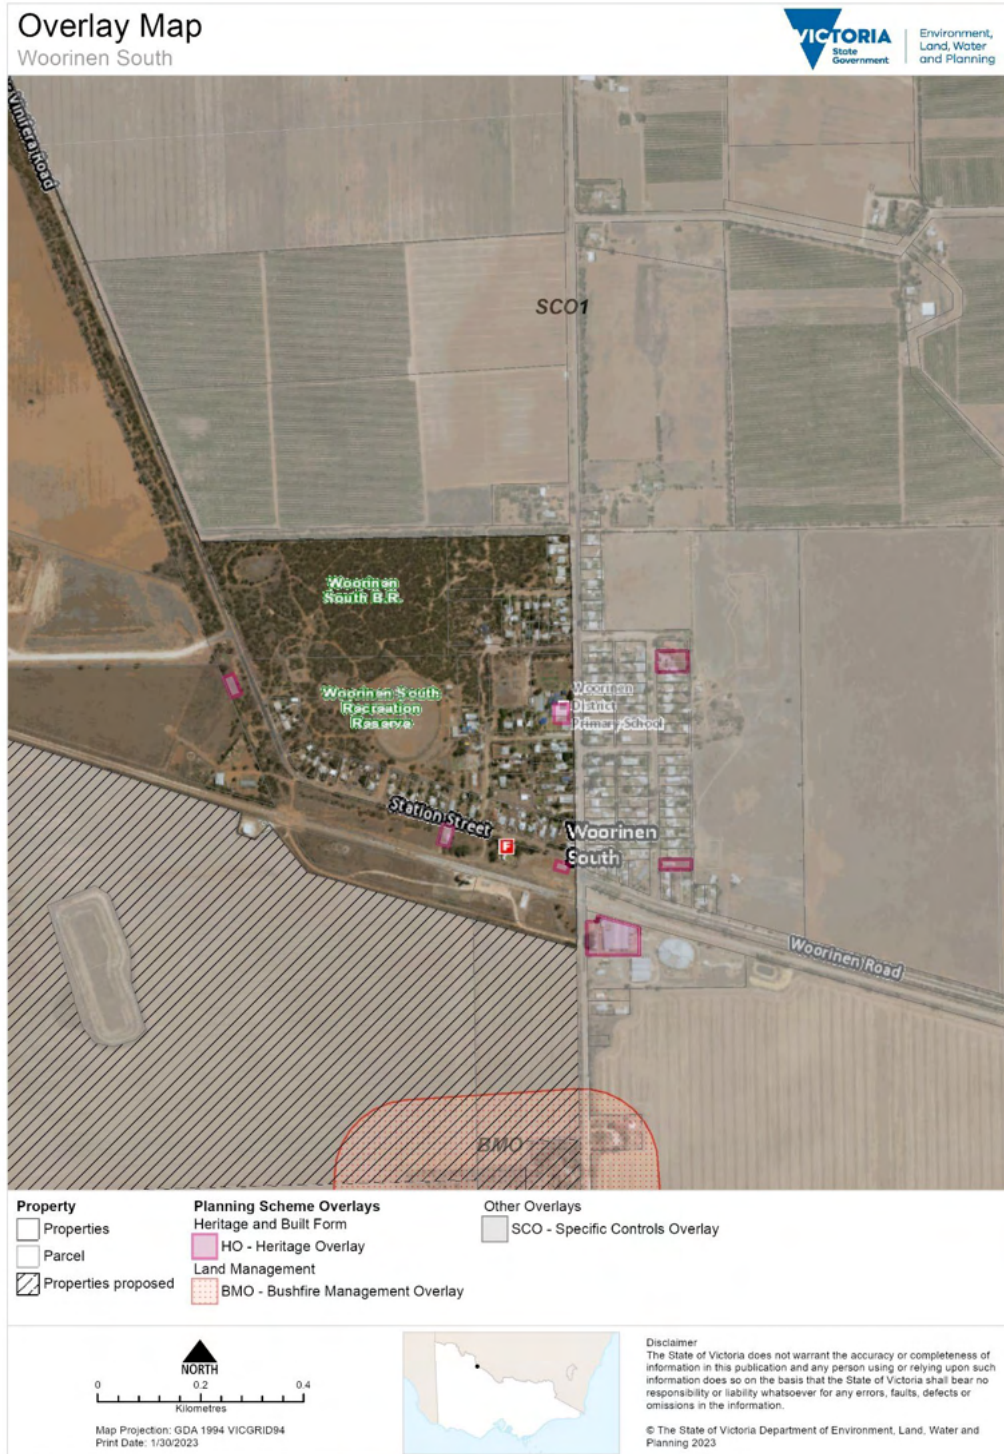 Overlay Map
Woorinen South
VICTORIA
State
Government
Environment,
Land, Water
and Planning
Vinifera Road
SCO1
Woorinen
South B.R.
Woorinen South
Recreation
Reserve
Woorinen
District
Primary School
Station Street
F
Woorinen
South
Woorinen Road
BMO
Property
Properties
Parcel
Properties proposed
Planning Scheme Overlays
Heritage and Built Form
HO - Heritage Overlay
Land Management
BMO - Bushfire Management Overlay
Other Overlays
SCO - Specific Controls Overlay
NORTH
0 0.2 0.4
Kilometres
Map Projection: GDA 1994 VICGRID94
Print Date: 1/30/2023
Disclaimer
The State of Victoria does not warrant the accuracy or completeness of
information in this publication and any person using or relying upon such
information does so on the basis that the State of Victoria shall bear no
responsibility or liability whatsoever for any errors, faults, defects or
omissions in the information.
© The State of Victoria Department of Environment, Land, Water and
Planning 2023